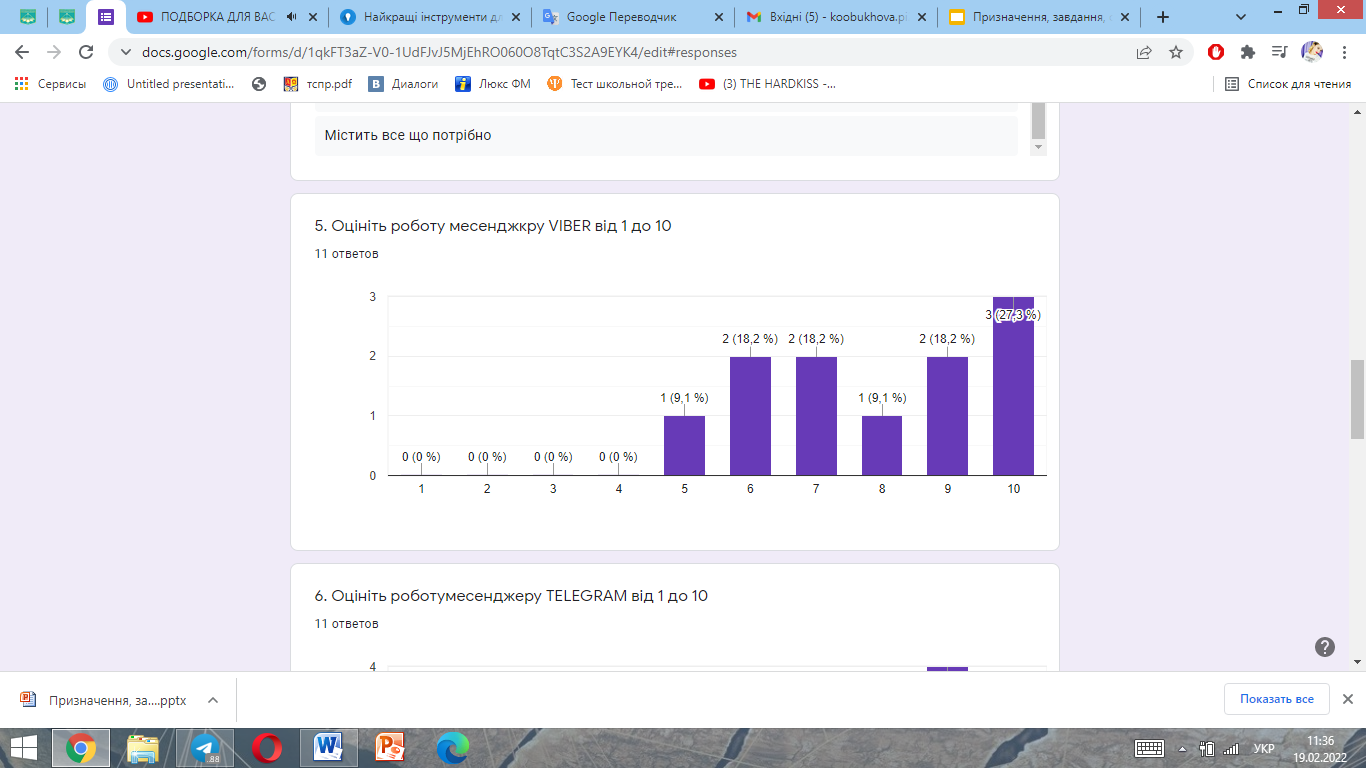 ПОДБОРКА ДЛЯ ВАС
Найкращі інструменти дл
Google Переводчик
Вхідні (5) - koobukhova.pi
Призначення, завдання,
docs.google.com/forms/d/1qkFT3aZ-V0-1UdFJvJ5MjEhRO060O8TqtC3S2A9EYK4/edit#responses
Сервисы
Untitled presentati...
тспр.pdf
Диалоги
Люкс ФМ
Тест школьной тре...
(3) THE HARDKISS -...
Список для чтения
Містить все що потрібно
5. Оцініть роботу месенджкру VIBER від 1 до 10
11 ответов
3
2
1
0
0 (0 %)
0 (0 %)
0 (0 %)
0 (0 %)
1 (9,1 %)
2 (18,2 %)
2 (18,2 %)
1 (9,1 %)
2 (18,2 %)
3 (27,3 %)
1 2 3 4 5 6 7 8 9 10
6. Оцініть роботумесенджеру TELEGRAM від 1 до 10
11 ответов
4
Призначення, за....pptx
Показать все
88
УКР
11:36
19.02.2022